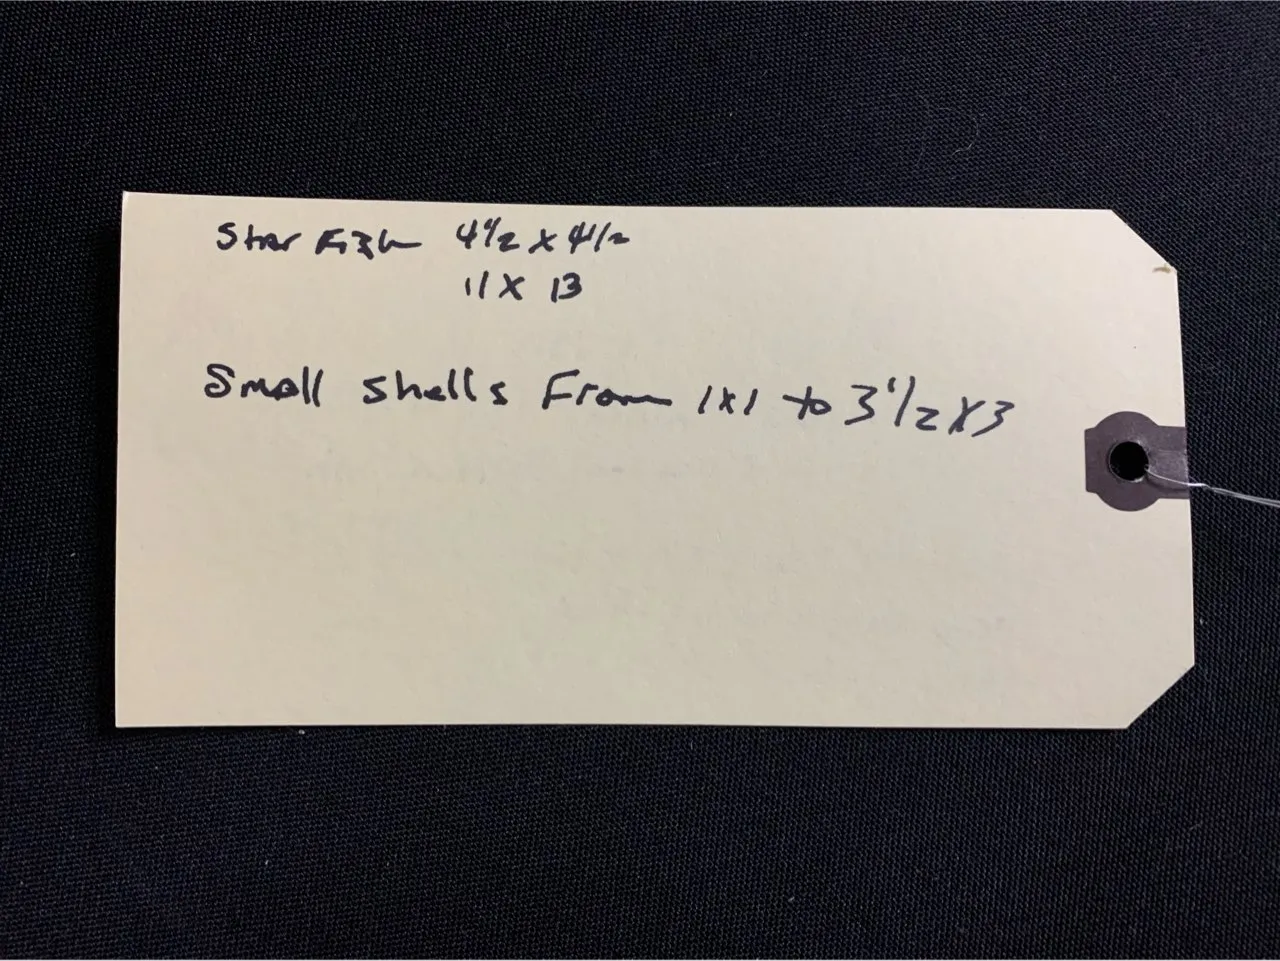 Star Fish 4 1/2 x 4 1/2
11 x 13
Small shells From 1x1 to 3 1/2 x 3